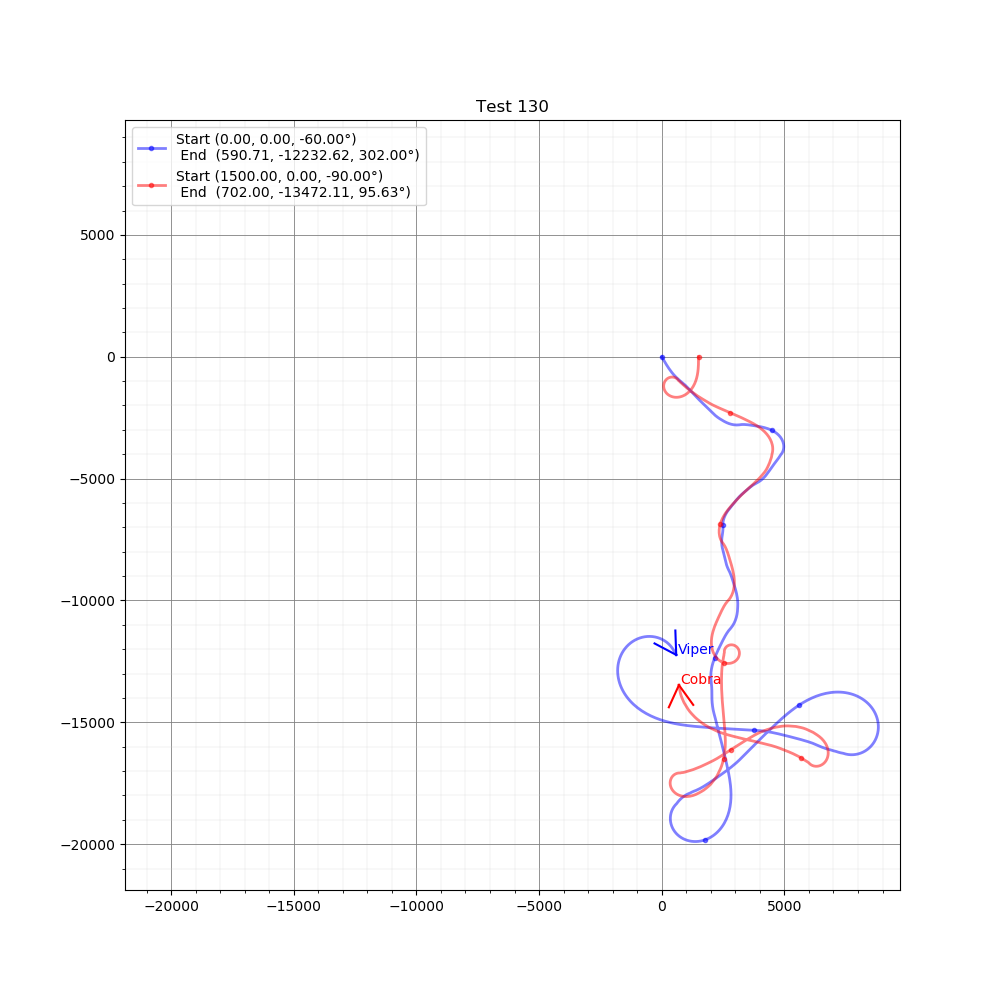 Test 130
Start (0.00, 0.00, -60.00°)
End (590.71, -12232.62, 302.00°)
Start (1500.00, 0.00, -90.00°)
End (702.00, -13472.11, 95.63°)
5000
0
−5000
−10000
−15000
−20000
Viper
Cobra
−20000 −15000 −10000 −5000 0 5000